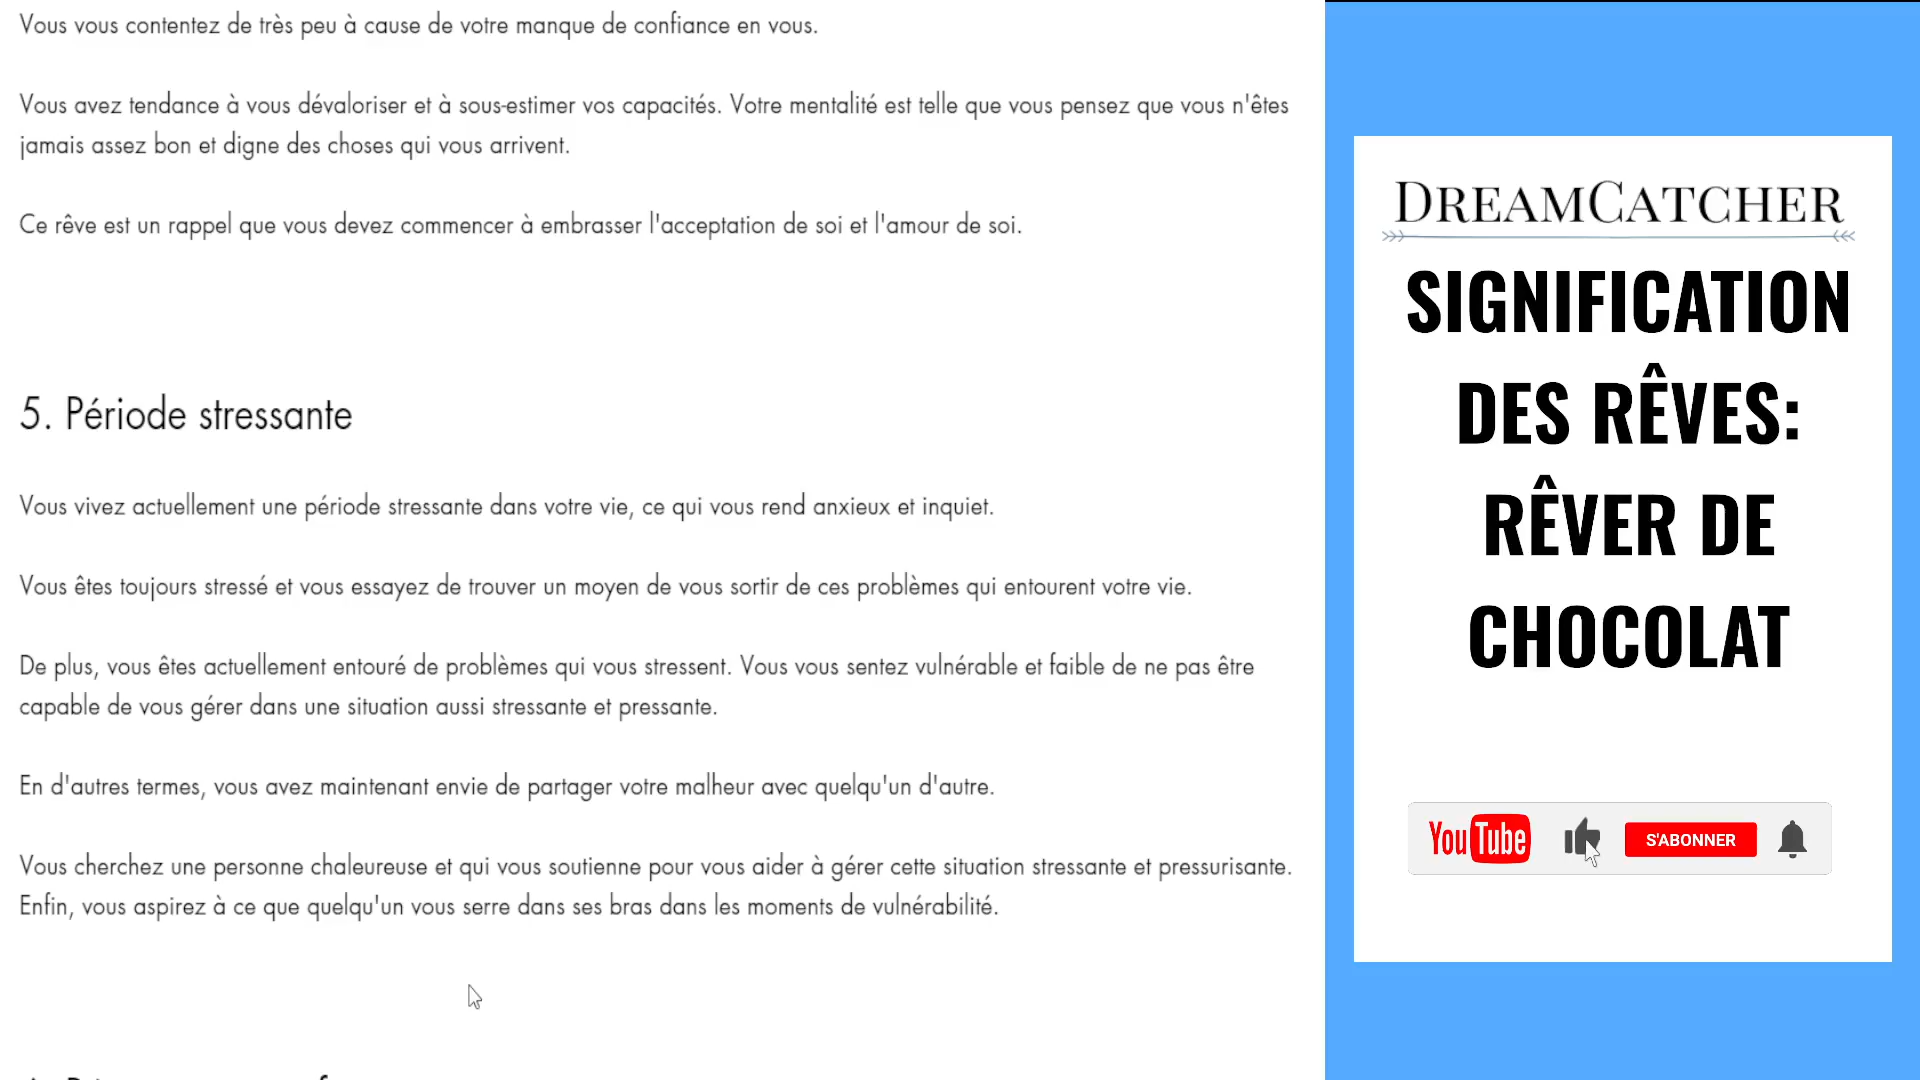 Vous vous contentez de très peu à cause de votre manque de confiance en vous.
Vous avez tendance à vous dévaloriser et à sous-estimer vos capacités. Votre mentalité est telle que vous pensez que vous n'êtes
jamais assez bon et digne des choses qui vous arrivent.
Ce rêve est un rappel que vous devez commencer à embrasser l'acceptation de soi et l'amour de soi.
5. Période stressante
Vous vivez actuellement une période stressante dans votre vie, ce qui vous rend anxieux et inquiet.
Vous êtes toujours stressé et vous essayez de trouver un moyen de vous sortir de ces problèmes qui entourent votre vie.
De plus, vous êtes actuellement entouré de problèmes qui vous stressent. Vous vous sentez vulnérable et faible de ne pas être
capable de vous gérer dans une situation aussi stressante et pressante.
En d'autres termes, vous avez maintenant envie de partager votre malheur avec quelqu'un d'autre.
Vous cherchez une personne chaleureuse et qui vous soutienne pour vous aider à gérer cette situation stressante et pressurisante.
Enfin, vous aspirez à ce que quelqu'un vous serre dans ses bras dans les moments de vulnérabilité.
DREAMCATCHER
SIGNIFICATION
DES RÊVES:
RÊVER DE
CHOCOLAT
YouTube
S'ABONNER